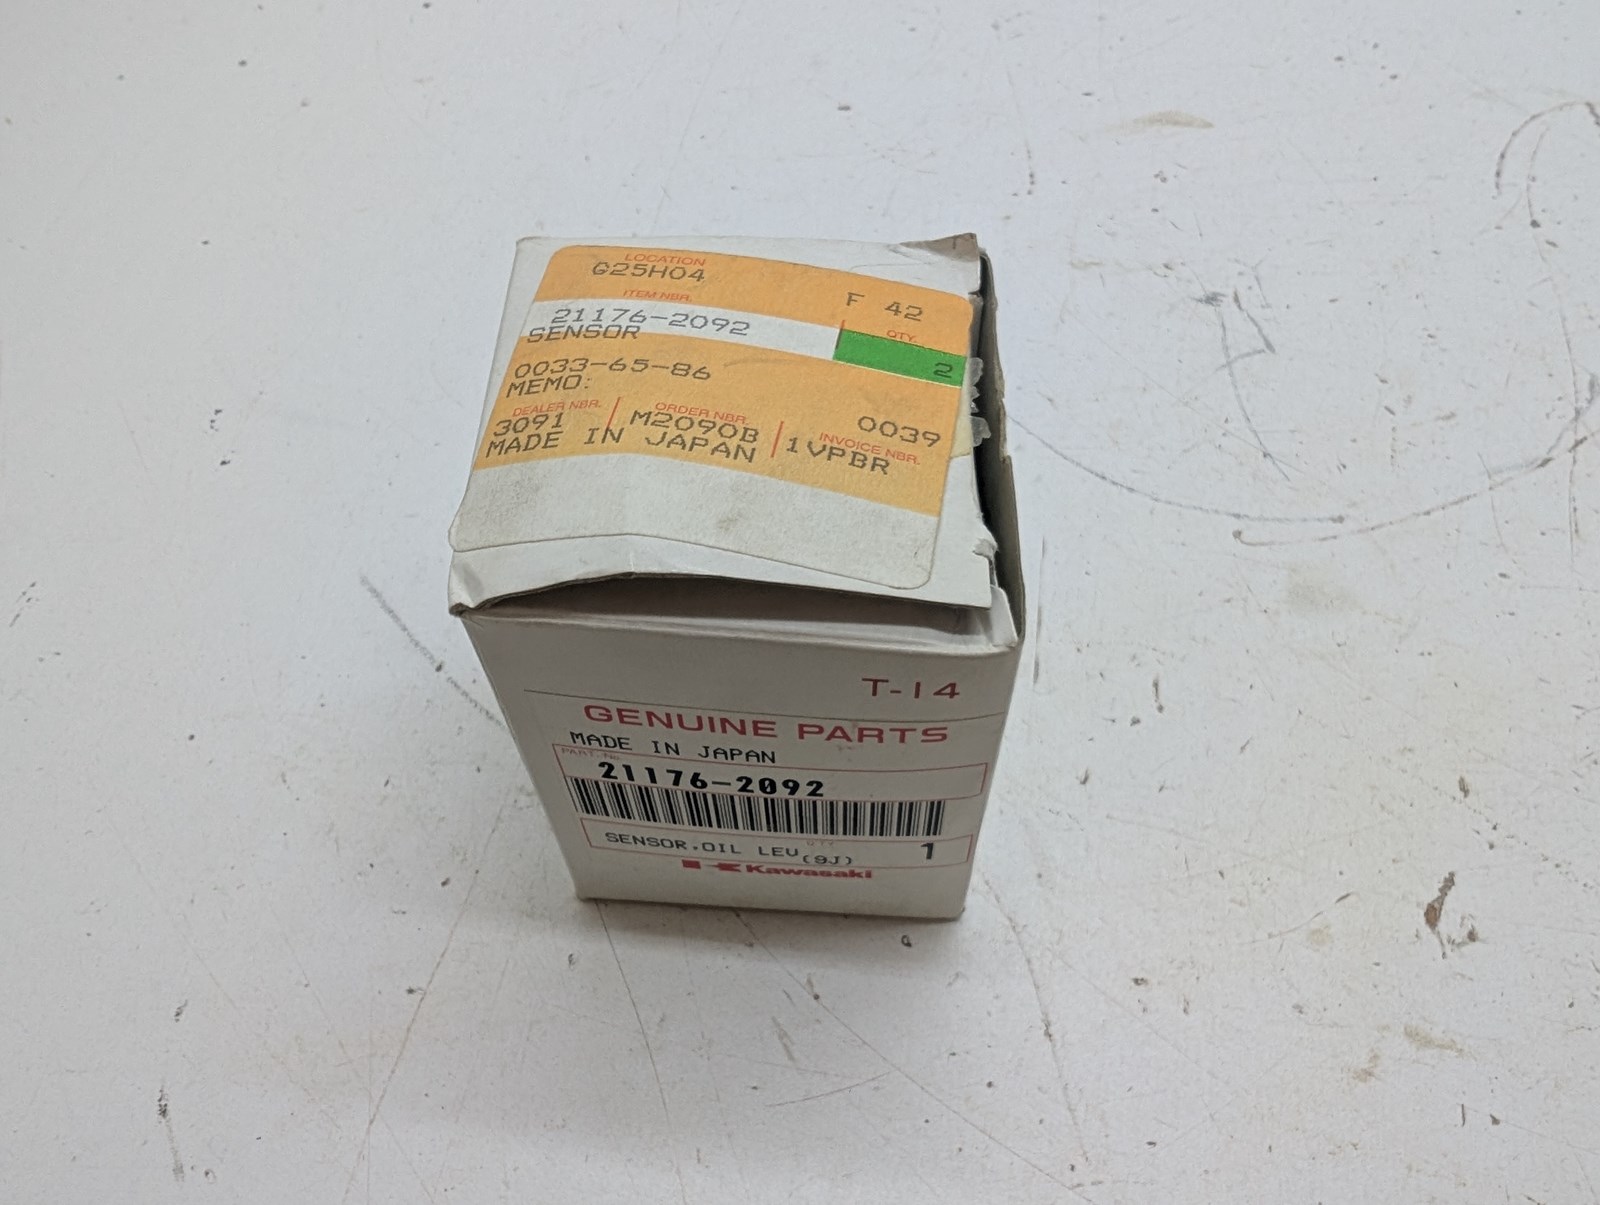 LOCATION
G25H04
F 42
ITEM NBR.
QTY.
21176-2092
2
SENSOR
0033-65-86
MEMO:
DEALER NBR.
ORDER NBR.
0039
3091
M2090B
INVOICE NBR.
1VPBR
MADE IN JAPAN
T-14
GENUINE PARTS
MADE IN JAPAN
PART No.
21176-2092
QTY
SENSOR,OIL LEV(9J) 1
Kawasaki